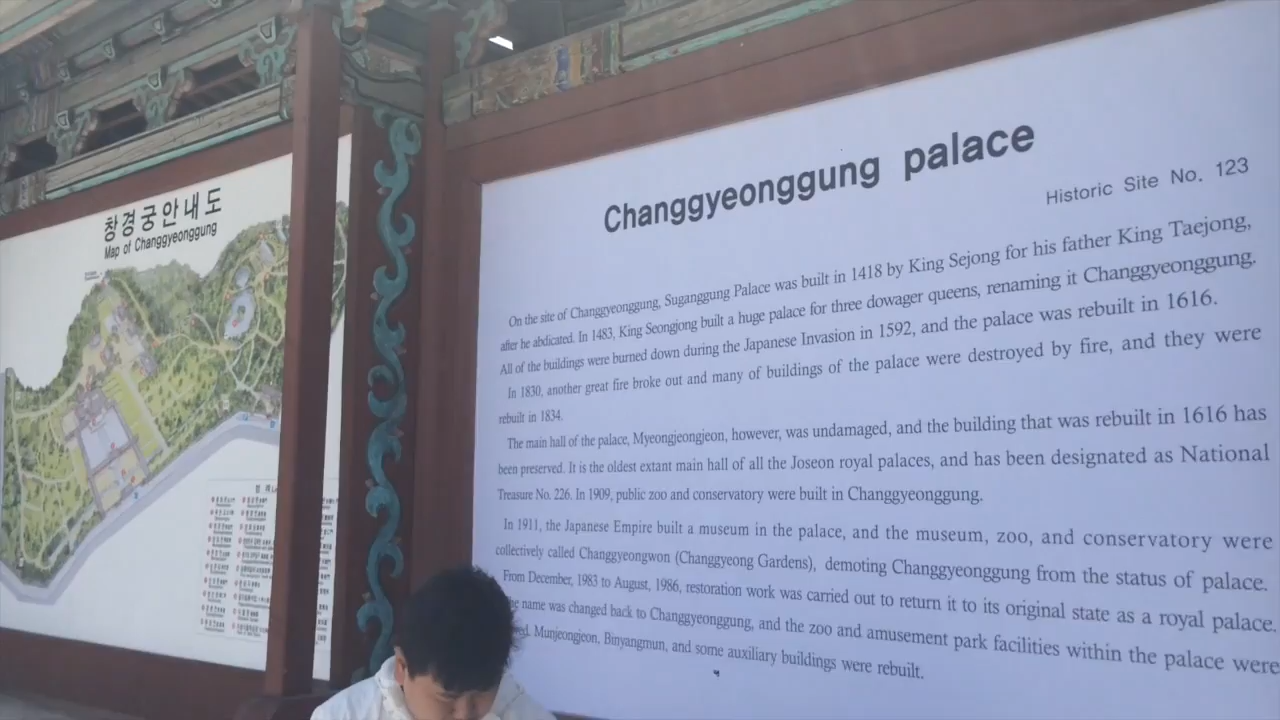 창경궁안내도
Map of Changgyeonggung
Changgyeonggung palace
Historic Site No. 123
On the site of Changgyeonggung, Suganggung Palace was built in 1418 by King Sejong for his father King Taejong,
after he abdicated. In 1483, King Seongjong built a huge palace for three dowager queens, renaming it Changgyeonggung.
All of the buildings were burned down during the Japanese Invasion in 1592, and the palace was rebuilt in 1616.
In 1830, another great fire broke out and many of buildings of the palace were destroyed by fire, and they were
rebuilt in 1834.
The main hall of the palace, Myeongjeongjeon, however, was undamaged, and the building that was rebuilt in 1616 has
been preserved. It is the oldest extant main hall of all the Joseon royal palaces, and has been designated as National
Treasure No. 226. In 1909, public zoo and conservatory were built in Changgyeonggung.
In 1911, the Japanese Empire built a museum in the palace, and the museum, zoo, and conservatory were
collectively called Changgyeongwon (Changgyeong Gardens), demoting Changgyeonggung from the status of palace.
From December, 1983 to August, 1986, restoration work was carried out to return it to its original state as a royal palace.
name was changed back to Changgyeonggung, and the zoo and amusement park facilities within the palace were
Munjeongjeon, Binyangmun, and some auxiliary buildings were rebuilt.